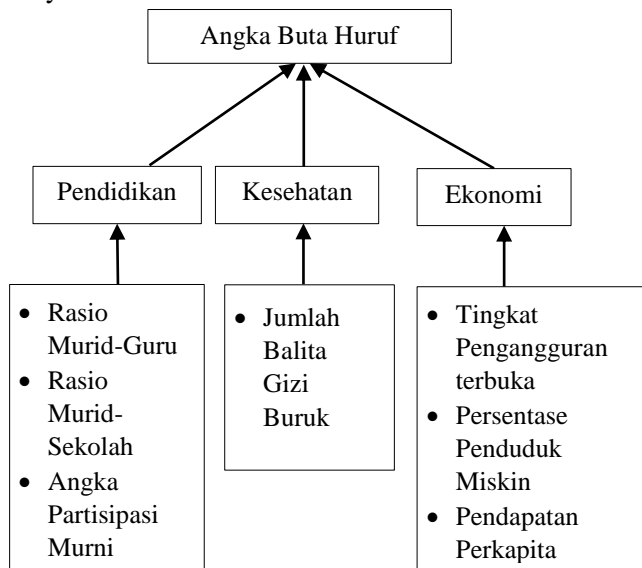 Angka Buta Huruf
Pendidikan
Kesehatan
Ekonomi
• Rasio
Murid-Guru
• Rasio
Murid-
Sekolah
• Angka
Partisipasi
Murni
• Jumlah
Balita
Gizi
Buruk
• Tingkat
Pengangguran
terbuka
• Persentase
Penduduk
Miskin
• Pendapatan
Perkapita